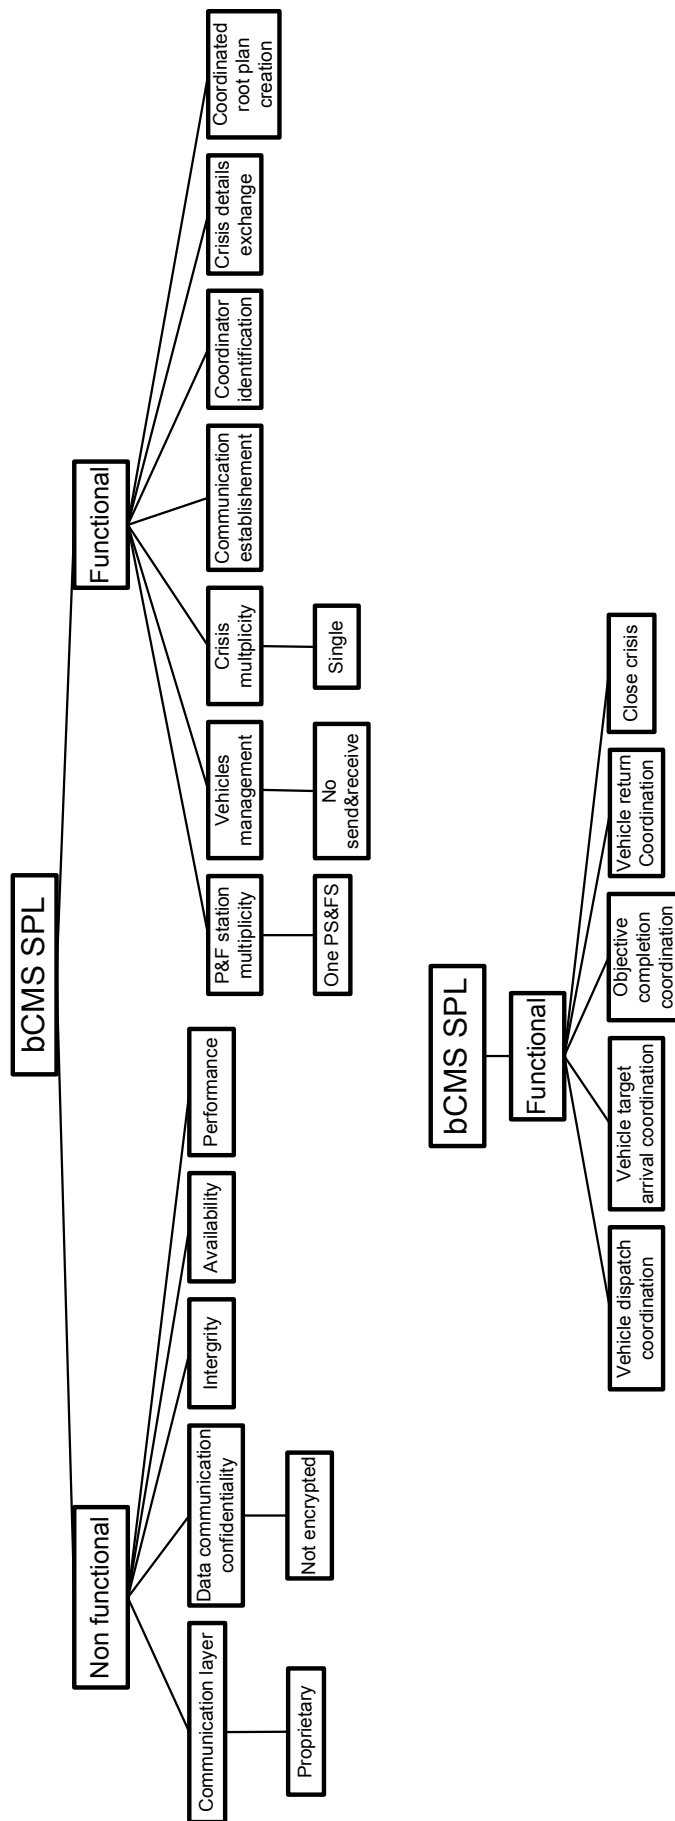 bCMS SPL
Non functional
Functional
Communication layer
Data communication
confidentiality
Intergrity
Availability
Performance
P&F station
multiplicity
Vehicles
management
Crisis
multplicity
Communication
establishement
Coordinator
identification
Crisis details
exchange
Coordinated
root plan
creation
Proprietary
Not encrypted
One PS&FS
No
send&receive
Single
bCMS SPL
Functional
Vehicle dispatch
coordination
Vehicle target
arrival coordination
Objective
completion
coordination
Vehicle return
Coordination
Close crisis